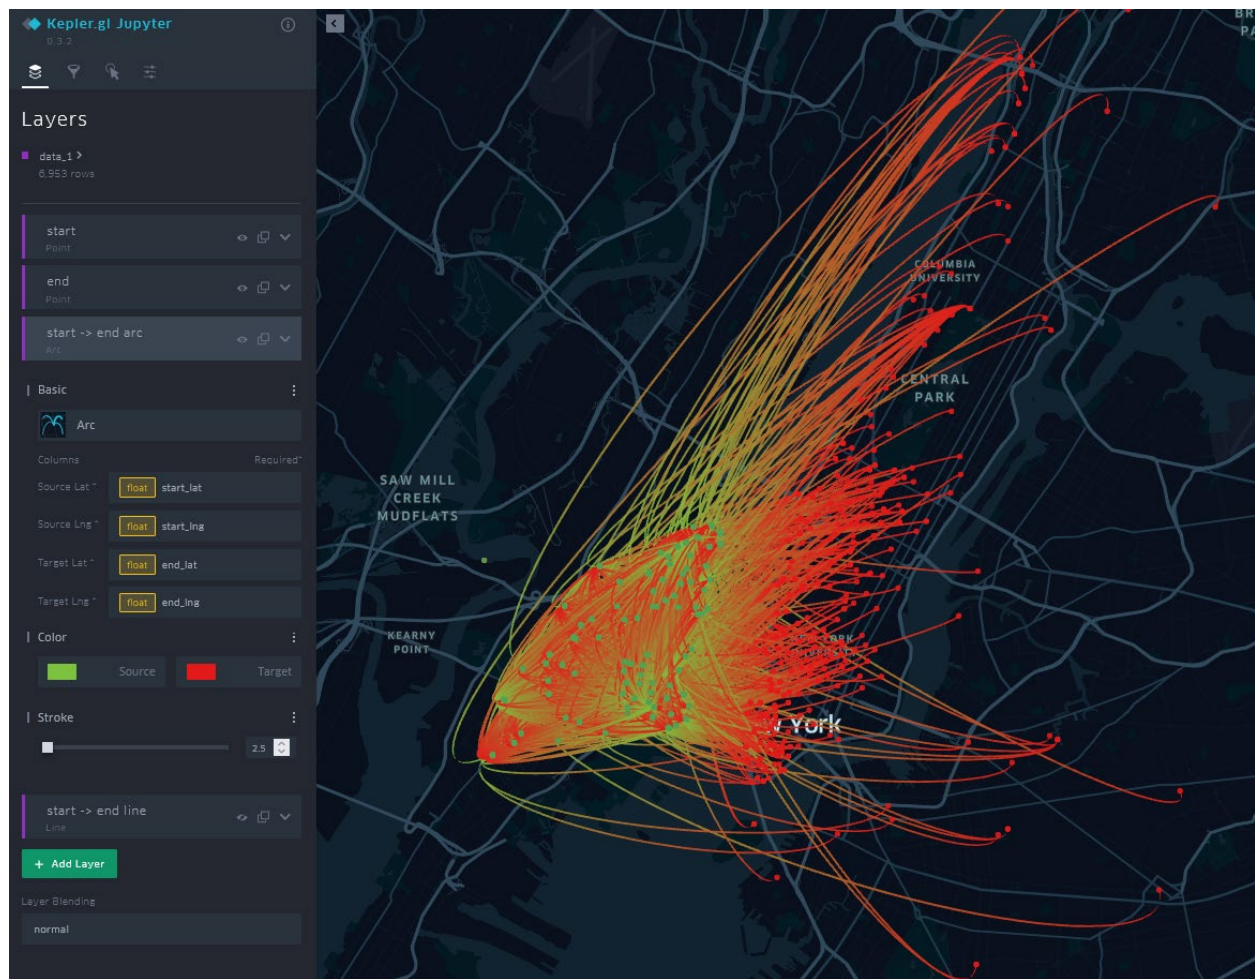 Kepler.gl Jupyter
0.3.2
Layers
data_1
6,953 rows
start
Point
end
Point
start -> end arc
Arc
Basic
Arc
Columns Required*
Source Lat * float start_lat
Source Lng * float start_lng
Target Lat * float end_lat
Target Lng * float end_lng
Color
Source Target
Stroke
2.5
start -> end line
Line
+ Add Layer
Layer Blending
normal
COLUMBIA
UNIVERSITY
CENTRAL
PARK
SAW MILL
CREEK
MUDFLATS
KEARNY
POINT
York
BR
PA